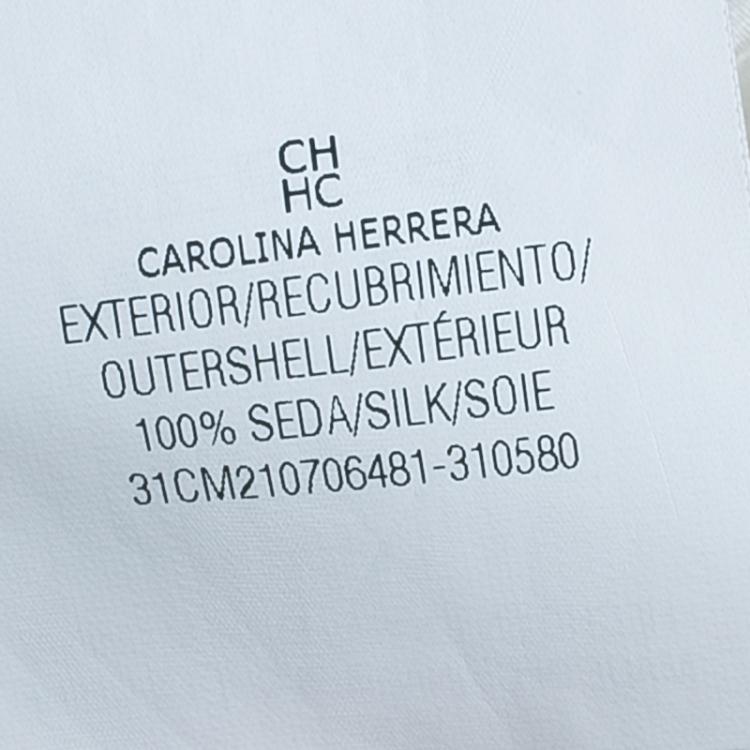 CH
HC
CAROLINA HERRERA
EXTERIOR/RECUBRIMIENTO/
OUTERSHELL/EXTÉRIEUR
100% SEDA/SILK/SOIE
31CM210706481-310580